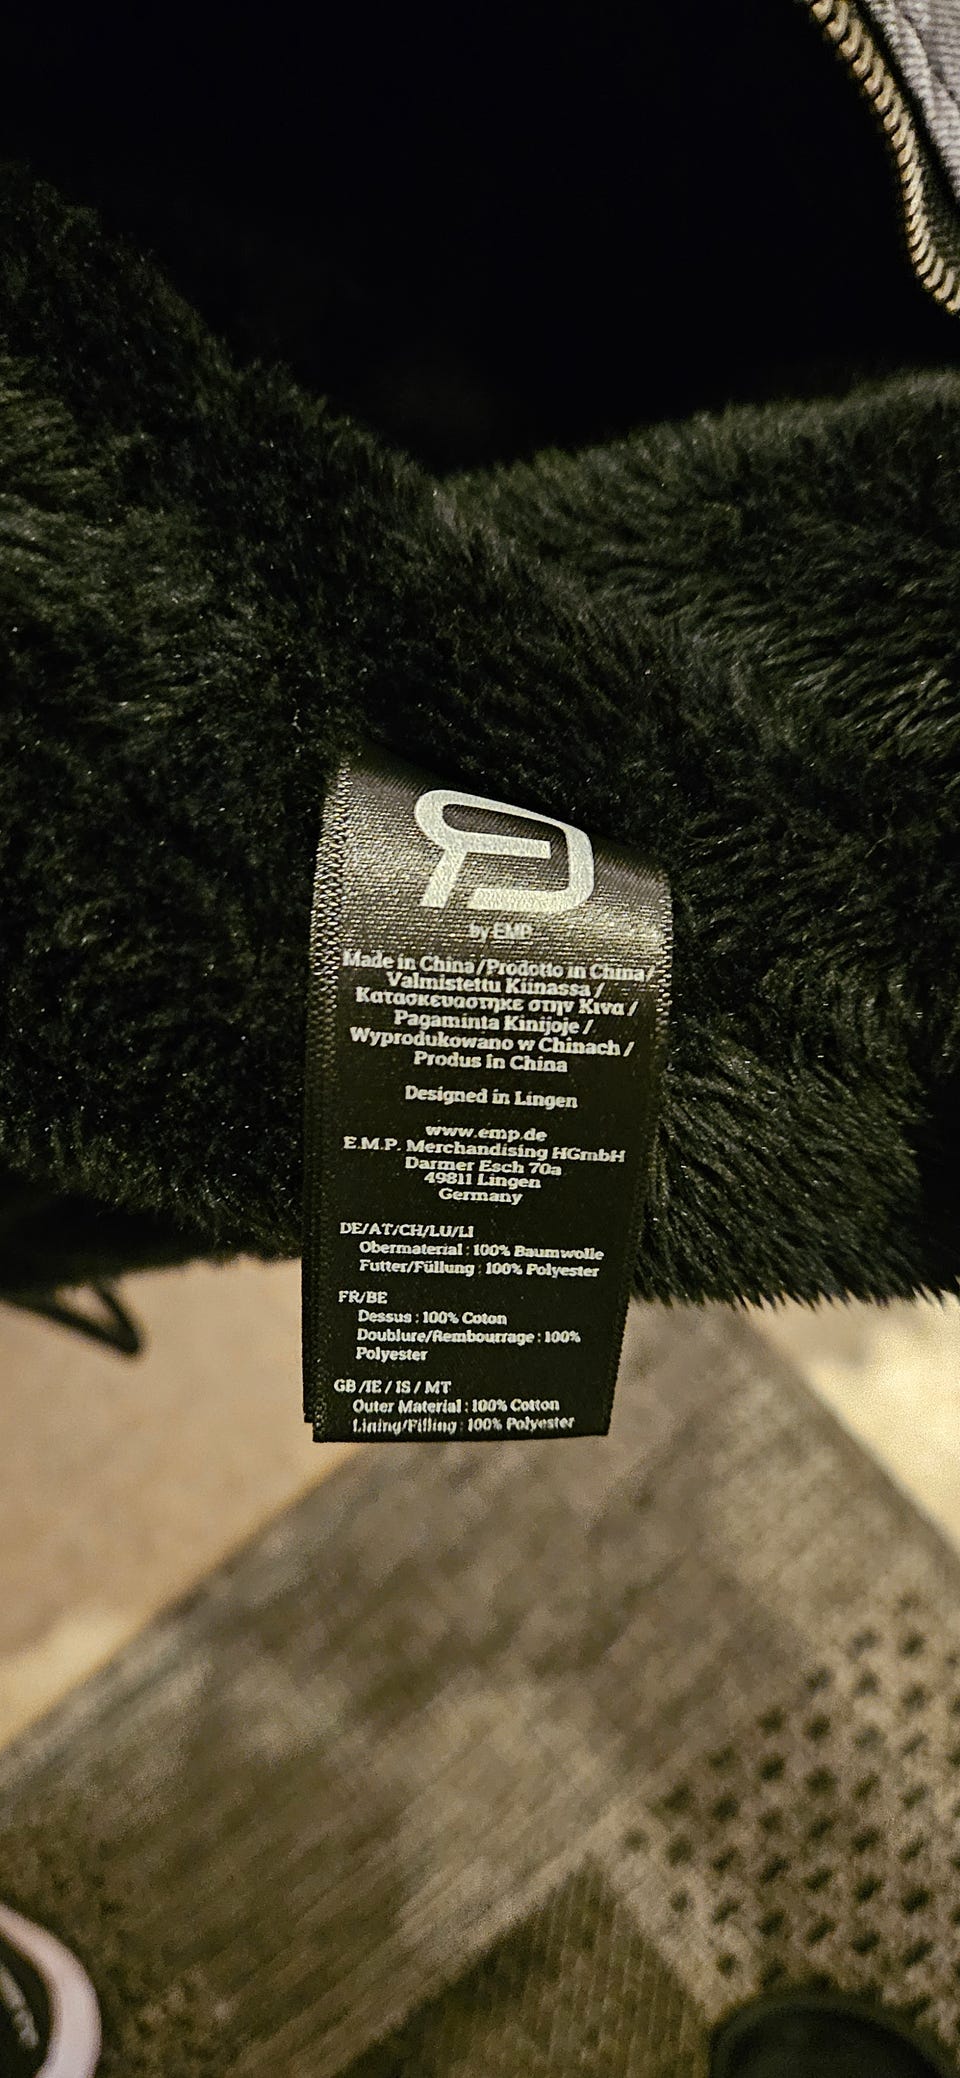 by EMP
Made in China/Prodotto in China/
Valmistettu Kiinassa /
Κατασκευαστηκε στην Κινα /
Pagaminta Kinijoje /
Wyprodukowano w Chinach /
Produs in China
Designed in Lingen
www.emp.de
E.M.P. Merchandising HGmbH
Darmer Esch 70a
49811 Lingen
Germany
DE/AT/CH/LU/LI
Obermaterial : 100% Baumwolle
Futter/Füllung : 100% Polyester
FR/BE
Dessus : 100% Coton
Doublure/Rembourrage : 100%
Polyester
GB /IE / IS / MT
Outer Material : 100% Cotton
Lining/Filling : 100% Polyester